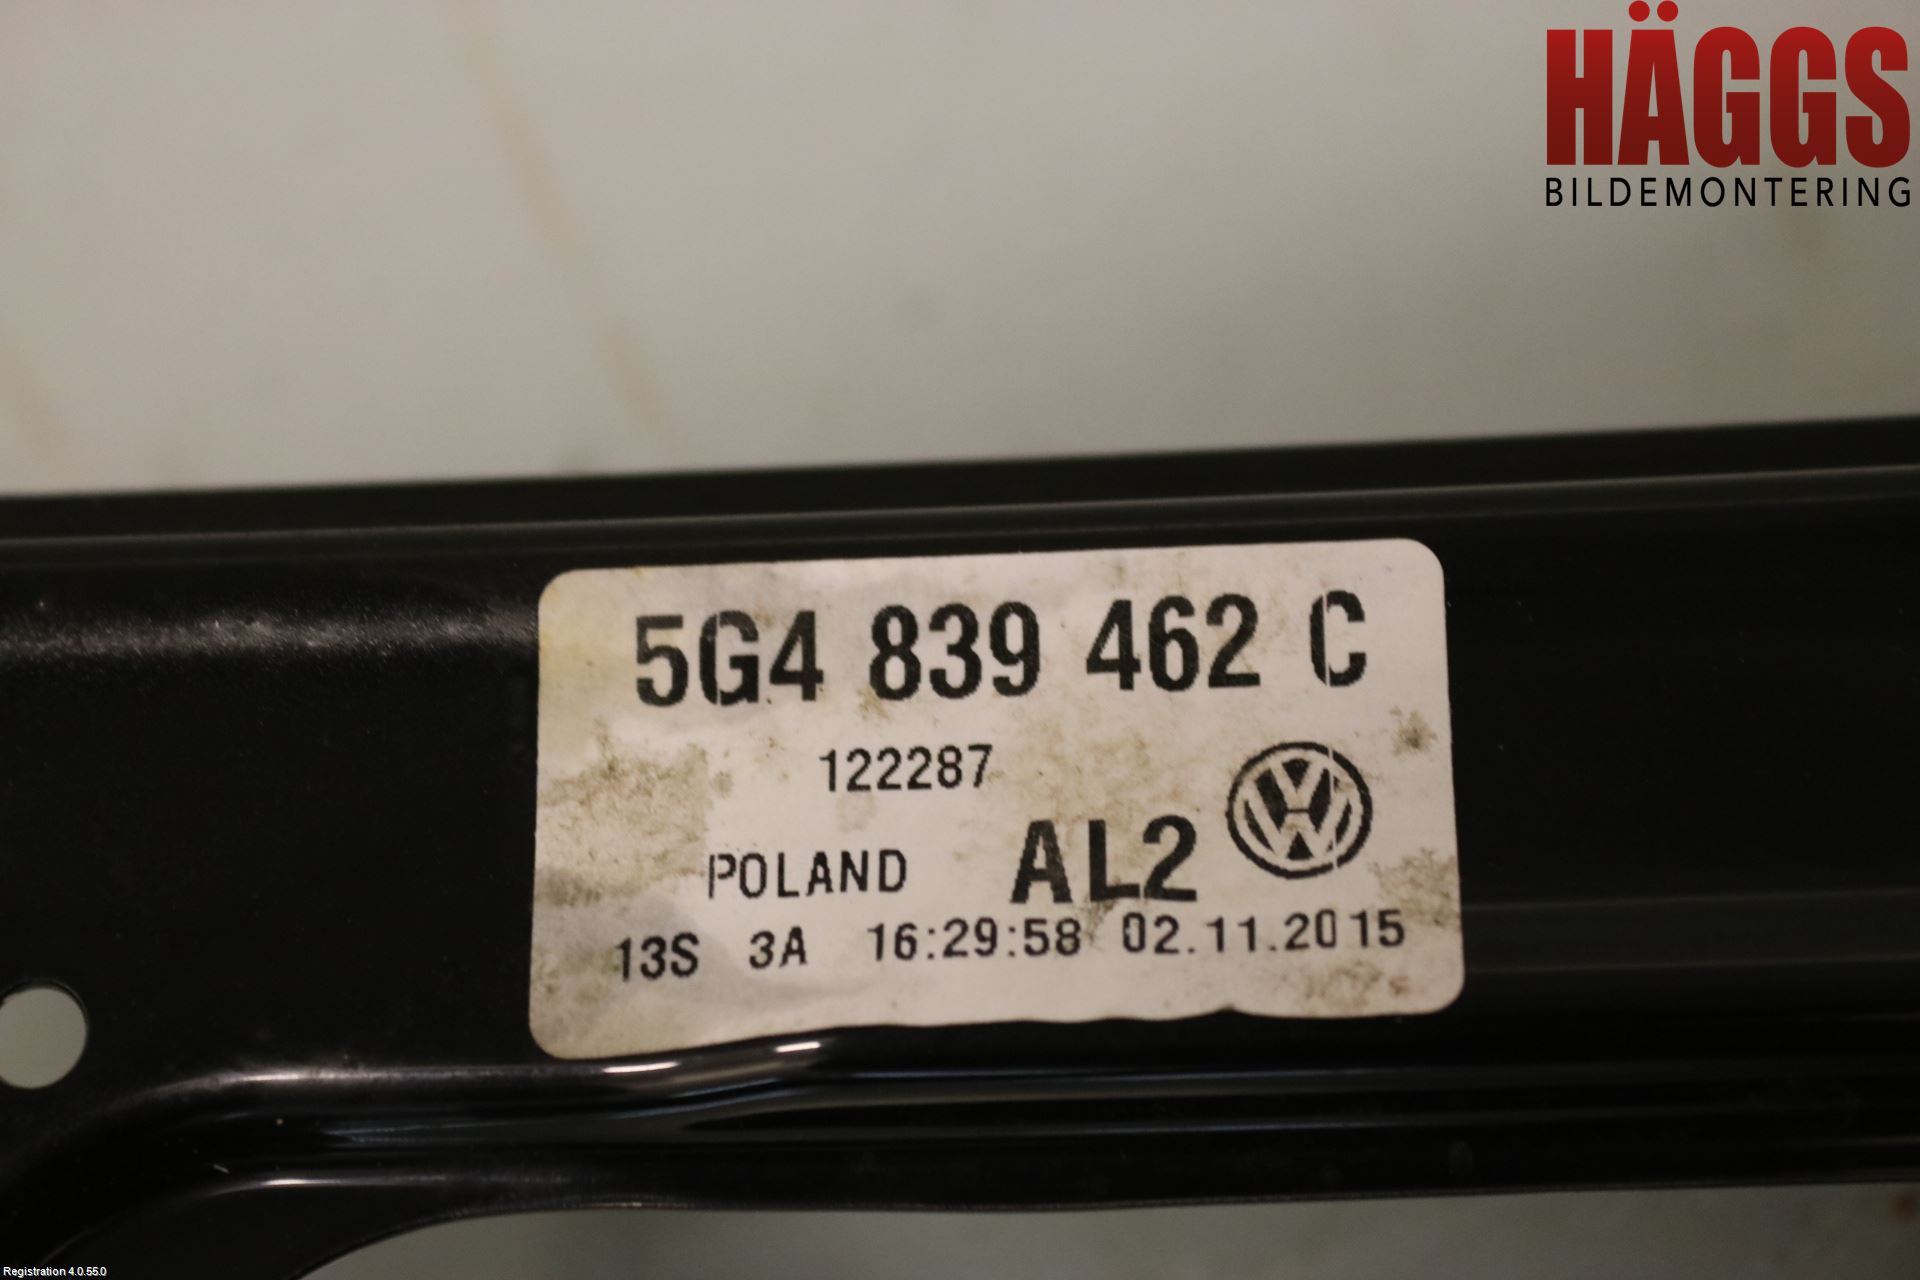 HÄGGS
BILDEMONTERING
5G4 839 462 C
122287
POLAND AL2
13S 3A 16:29:58 02.11.2015
Registration 4.0.55.0